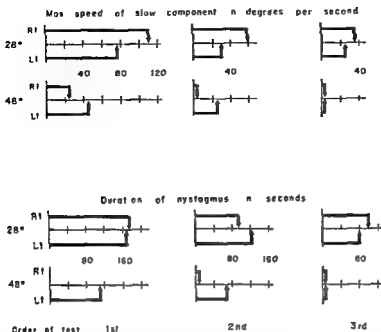 Max speed of slow component n degrees per second
Rt
28°
Lt
40 80 120 40 40
Rt
48°
Lt
Duration of nystagmus n seconds
Rt
28°
Lt
80 160 80 160 60
Rt
48°
Lt
Order of test 1st 2nd 3rd